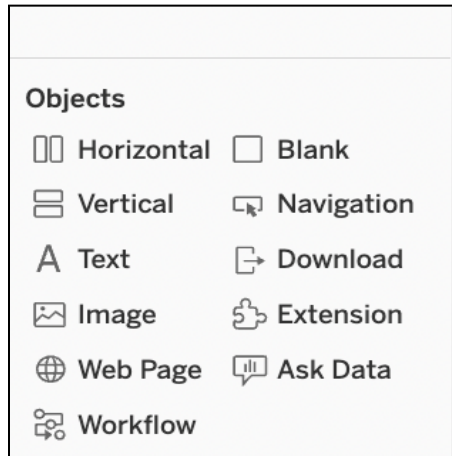 Objects
Horizontal Blank
Vertical Navigation
Text Download
Image Extension
Web Page Ask Data
Workflow